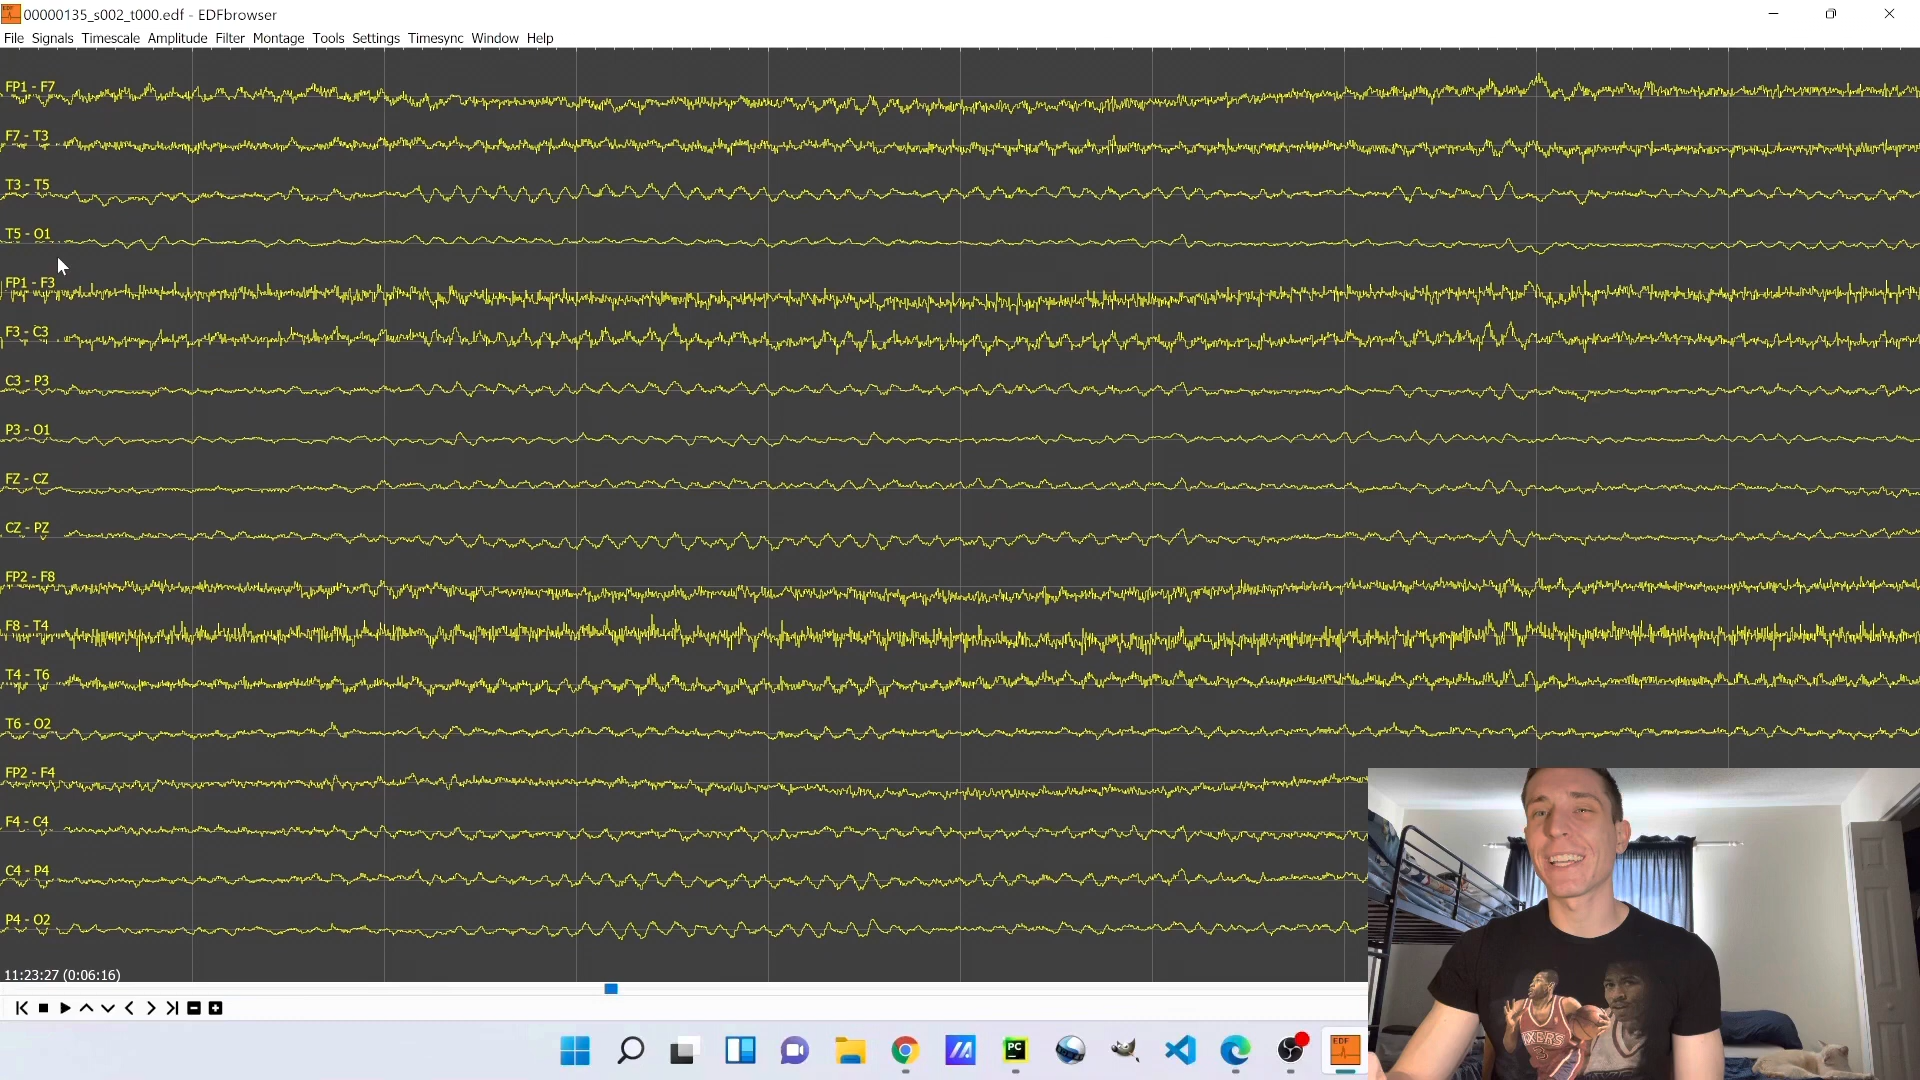 00000135_s002_t000.edf - EDFbrowser
File Signals Timescale Amplitude Filter Montage Tools Settings Timesync Window Help
FP1 - F7
F7 - T3
T3 - T5
T5 - O1
FP1 - F3
F3 - C3
C3 - P3
P3 - O1
FZ - CZ
CZ - PZ
FP2 - F8
F8 - T4
T4 - T6
T6 - O2
FP2 - F4
F4 - C4
C4 - P4
P4 - O2
11:23:27 (0:06:16)
PC
EDF